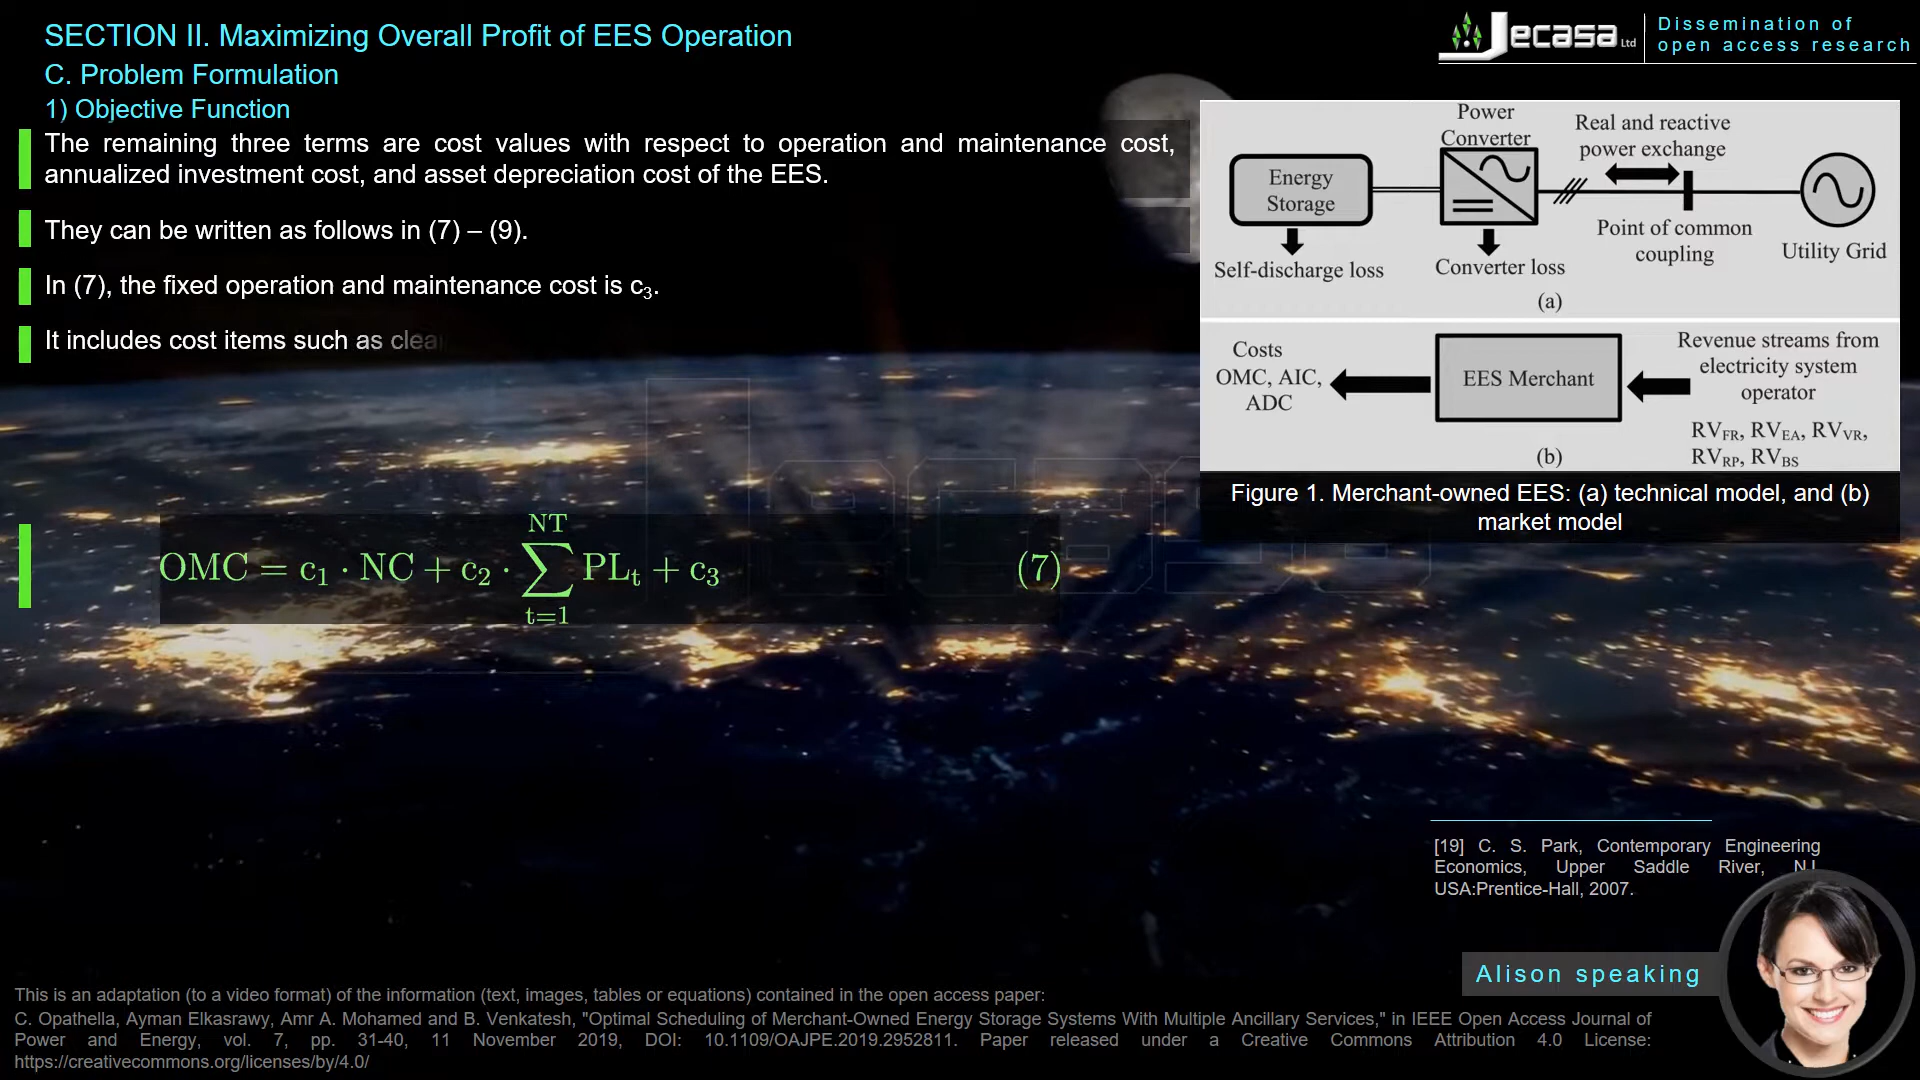 SECTION II. Maximizing Overall Profit of EES Operation
C. Problem Formulation
1) Objective Function
The remaining three terms are cost values with respect to operation and maintenance cost,
annualized investment cost, and asset depreciation cost of the EES.
They can be written as follows in (7) – (9).
In (7), the fixed operation and maintenance cost is c₃.
It includes cost items such as clea
NT
OMC = c₁ · NC + c₂ · ∑ PLₜ + c₃ (7)
t=1
Jecasa Ltd
Dissemination of
open access research
Power
Converter
Real and reactive
power exchange
Energy
Storage
Point of common
coupling
Utility Grid
Self-discharge loss
Converter loss
(a)
Costs
OMC, AIC,
ADC
EES Merchant
Revenue streams from
electricity system
operator
RV_FR, RV_EA, RV_VR,
RV_RP, RV_BS
(b)
Figure 1. Merchant-owned EES: (a) technical model, and (b)
market model
[19] C. S. Park, Contemporary Engineering
Economics, Upper Saddle River, NJ,
USA:Prentice-Hall, 2007.
Alison speaking
This is an adaptation (to a video format) of the information (text, images, tables or equations) contained in the open access paper:
C. Opathella, Ayman Elkasrawy, Amr A. Mohamed and B. Venkatesh, "Optimal Scheduling of Merchant-Owned Energy Storage Systems With Multiple Ancillary Services," in IEEE Open Access Journal of
Power and Energy, vol. 7, pp. 31-40, 11 November 2019, DOI: 10.1109/OAJPE.2019.2952811. Paper released under a Creative Commons Attribution 4.0 License:
https://creativecommons.org/licenses/by/4.0/